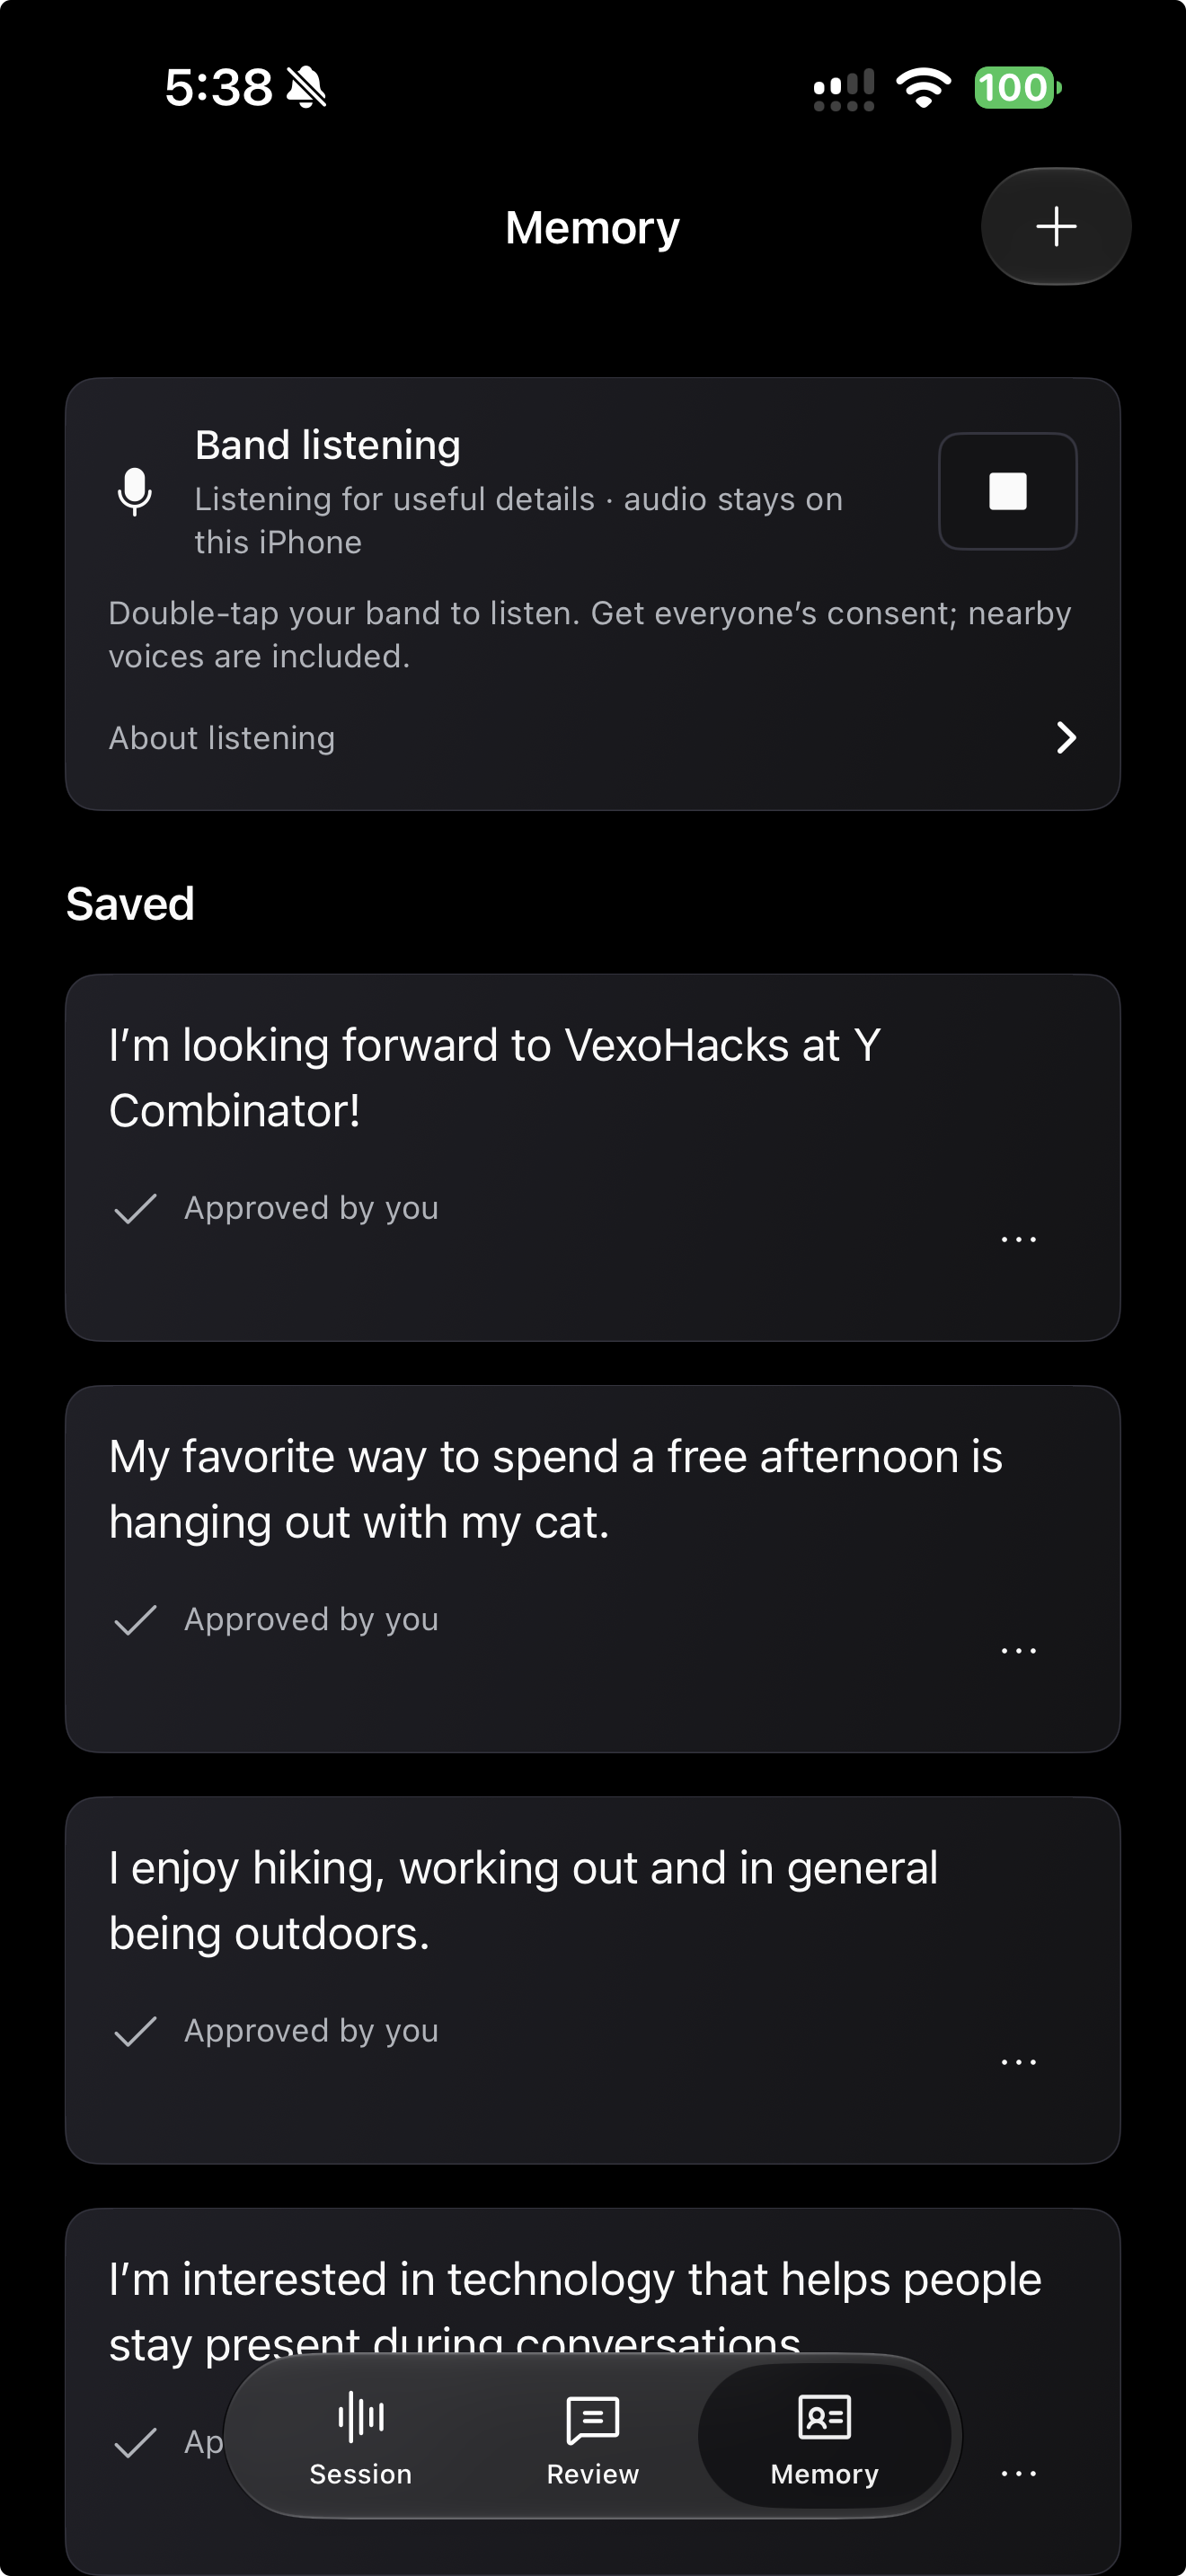 5:38
100
Memory
Band listening
Listening for useful details · audio stays on
this iPhone
Double-tap your band to listen. Get everyone’s consent; nearby
voices are included.
About listening
Saved
I’m looking forward to VexoHacks at Y
Combinator!
Approved by you
...
My favorite way to spend a free afternoon is
hanging out with my cat.
Approved by you
...
I enjoy hiking, working out and in general
being outdoors.
Approved by you
...
I’m interested in technology that helps people
stay present during conversations
Ap
...
Session
Review
Memory